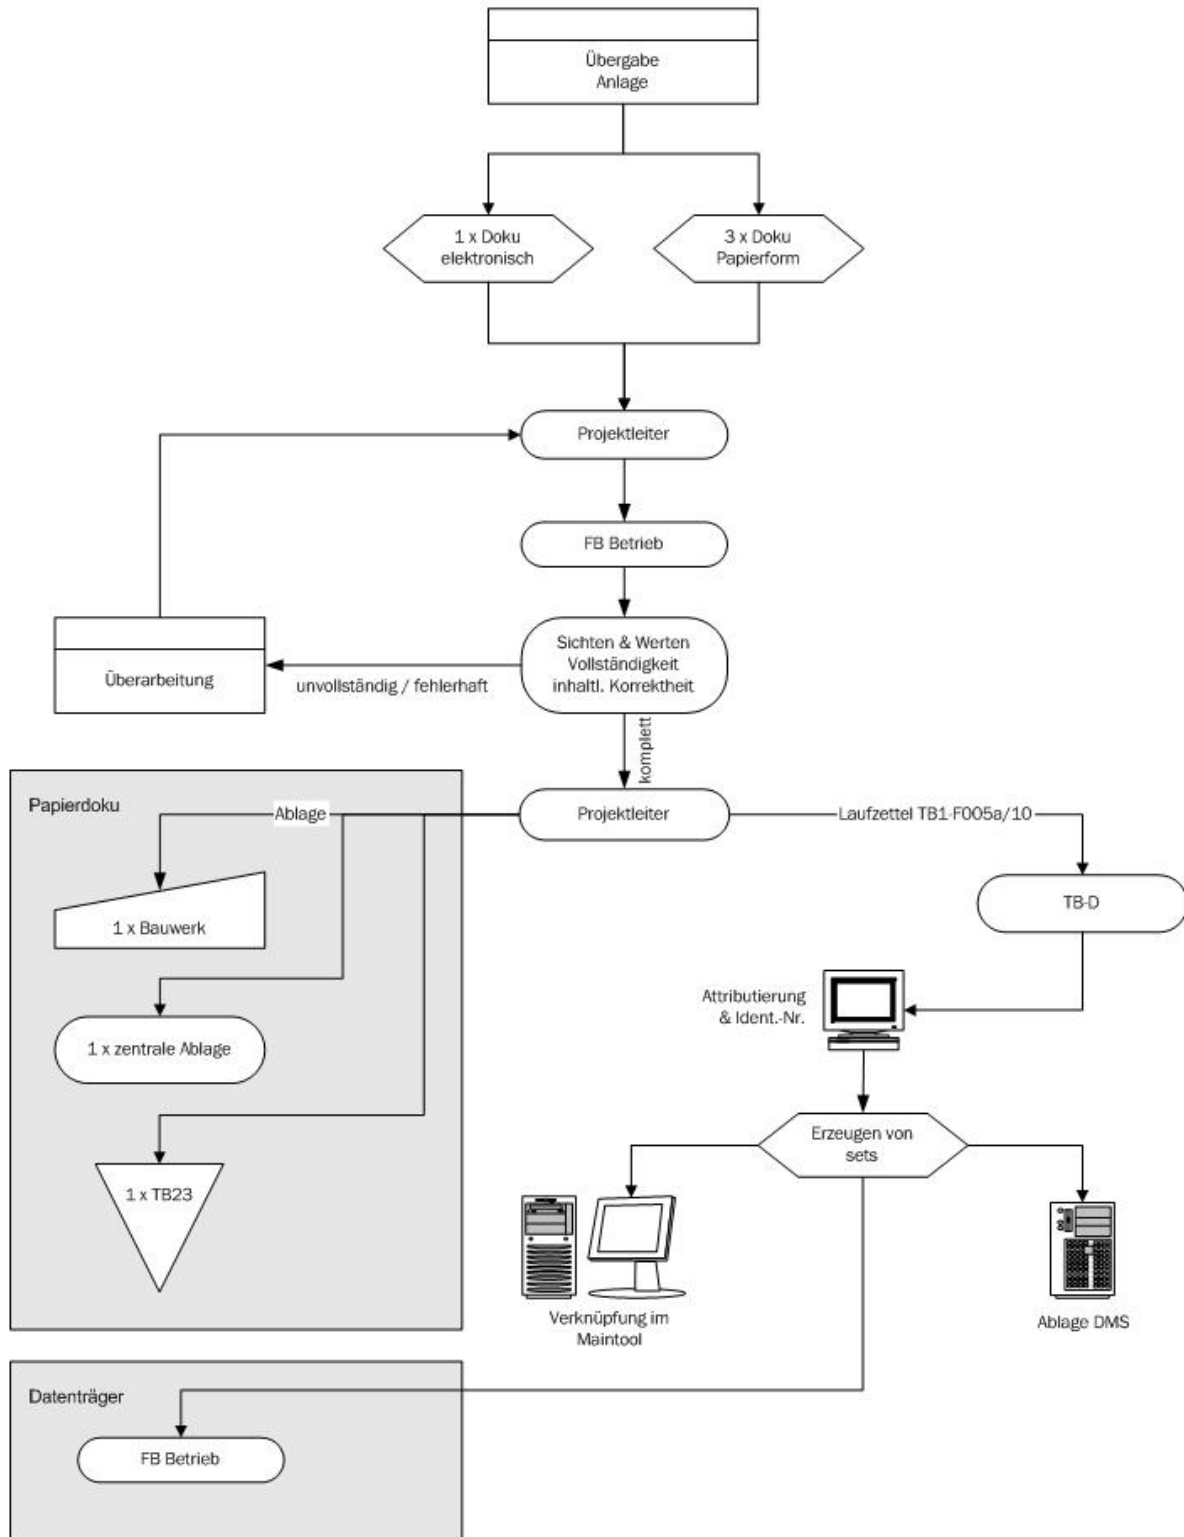 Übergabe
Anlage
1 x Doku
elektronisch
3 x Doku
Papierform
Projektleiter
FB Betrieb
Sichten & Werten
Vollständigkeit
inhaltl. Korrektheit
unvollständig / fehlerhaft
Überarbeitung
komplett
Papierdoku
Ablage
Projektleiter
Laufzettel TB1-F005a/10
1 x Bauwerk
TB-D
Attributierung
& Ident.-Nr.
1 x zentrale Ablage
Erzeugen von
sets
1 x TB23
Verknüpfung im
Maintool
Ablage DMS
Datenträger
FB Betrieb